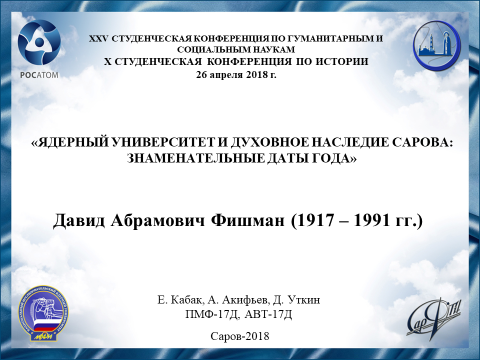 XXV СТУДЕНЧЕСКАЯ КОНФЕРЕНЦИЯ ПО ГУМАНИТАРНЫМ И
СОЦИАЛЬНЫМ НАУКАМ
X СТУДЕНЧЕСКАЯ КОНФЕРЕНЦИЯ ПО ИСТОРИИ
26 апреля 2018 г.
РОСАТОМ
«ЯДЕРНЫЙ УНИВЕРСИТЕТ И ДУХОВНОЕ НАСЛЕДИЕ САРОВА:
ЗНАМЕНАТЕЛЬНЫЕ ДАТЫ ГОДА»
Давид Абрамович Фишман (1917 – 1991 гг.)
Е. Кабак, А. Акифьев, Д. Уткин
ПМФ-17Д, АВТ-17Д
Саров-2018